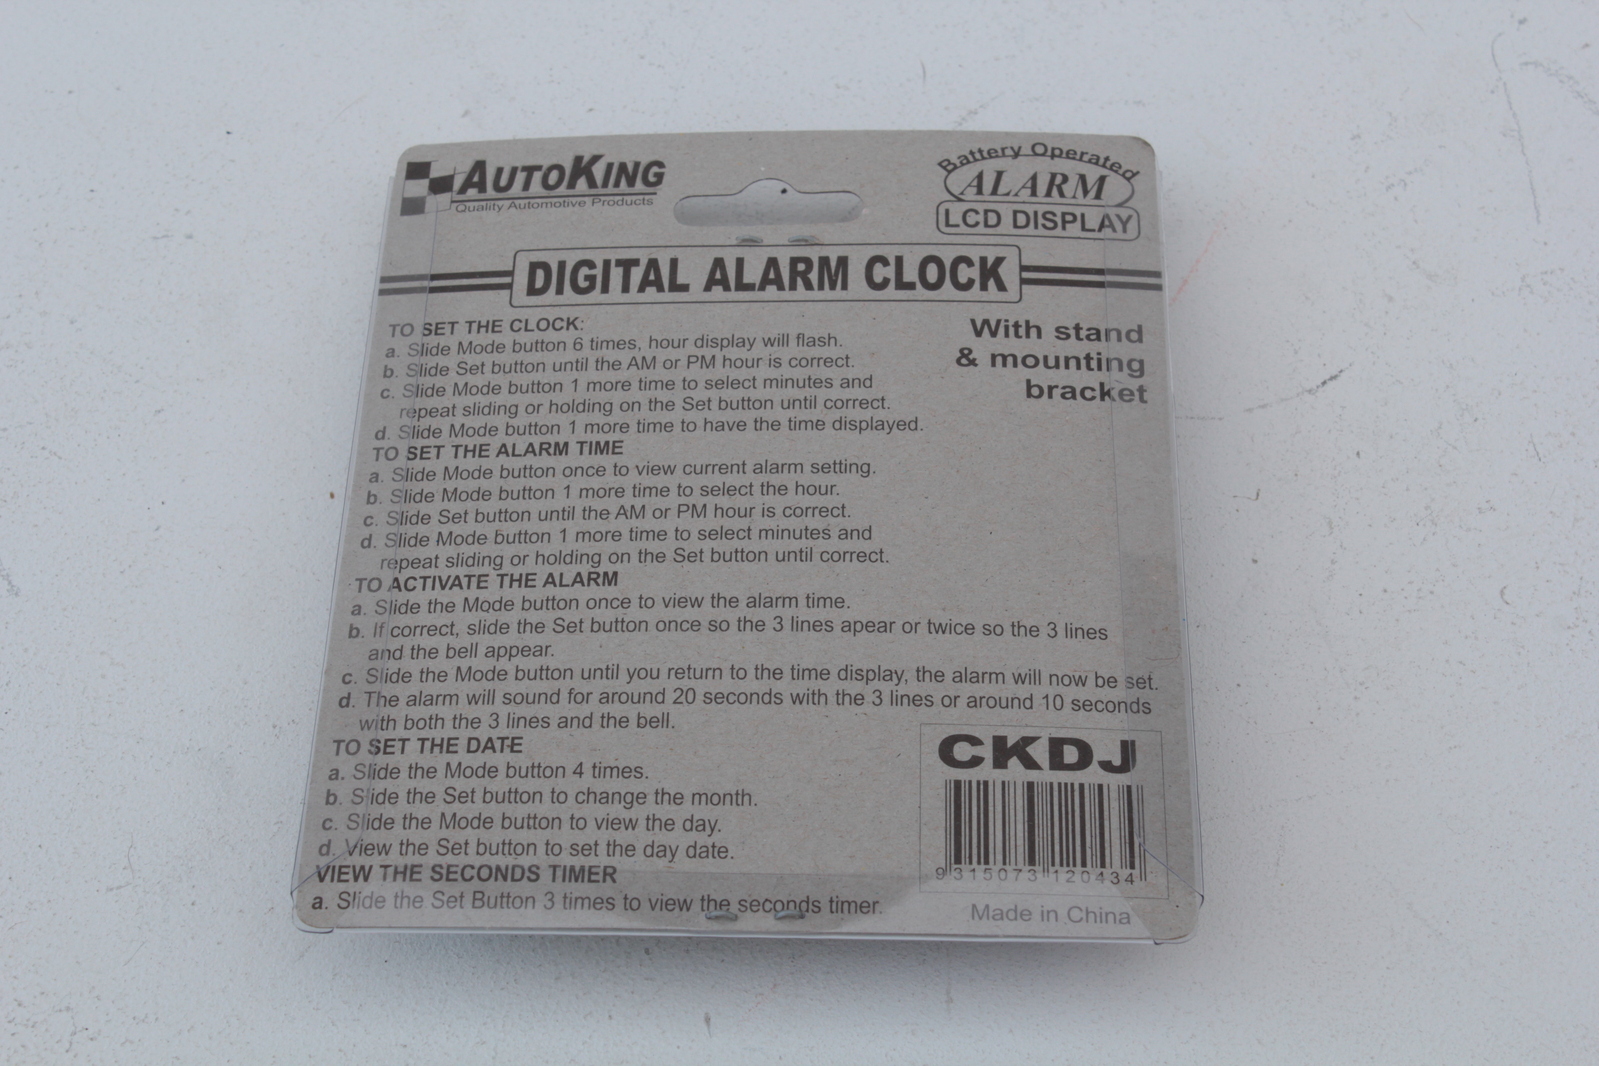 AUTOKING
Quality Automotive Products
Battery Operated
ALARM
LCD DISPLAY
DIGITAL ALARM CLOCK
With stand
& mounting
bracket
TO SET THE CLOCK:
a. Slide Mode button 6 times, hour display will flash.
b. Slide Set button until the AM or PM hour is correct.
c. Slide Mode button 1 more time to select minutes and
repeat sliding or holding on the Set button until correct.
d. Slide Mode button 1 more time to have the time displayed.
TO SET THE ALARM TIME
a. Slide Mode button once to view current alarm setting.
b. Slide Mode button 1 more time to select the hour.
c. Slide Set button until the AM or PM hour is correct.
d. Slide Mode button 1 more time to select minutes and
repeat sliding or holding on the Set button until correct.
TO ACTIVATE THE ALARM
a. Slide the Mode button once to view the alarm time.
b. If correct, slide the Set button once so the 3 lines apear or twice so the 3 lines
and the bell appear.
c. Slide the Mode button until you return to the time display, the alarm will now be set.
d. The alarm will sound for around 20 seconds with the 3 lines or around 10 seconds
with both the 3 lines and the bell.
TO SET THE DATE
a. Slide the Mode button 4 times.
b. Slide the Set button to change the month.
c. Slide the Mode button to view the day.
d. View the Set button to set the day date.
VIEW THE SECONDS TIMER
a. Slide the Set Button 3 times to view the seconds timer.
CKDJ
9 315073 120434
Made in China